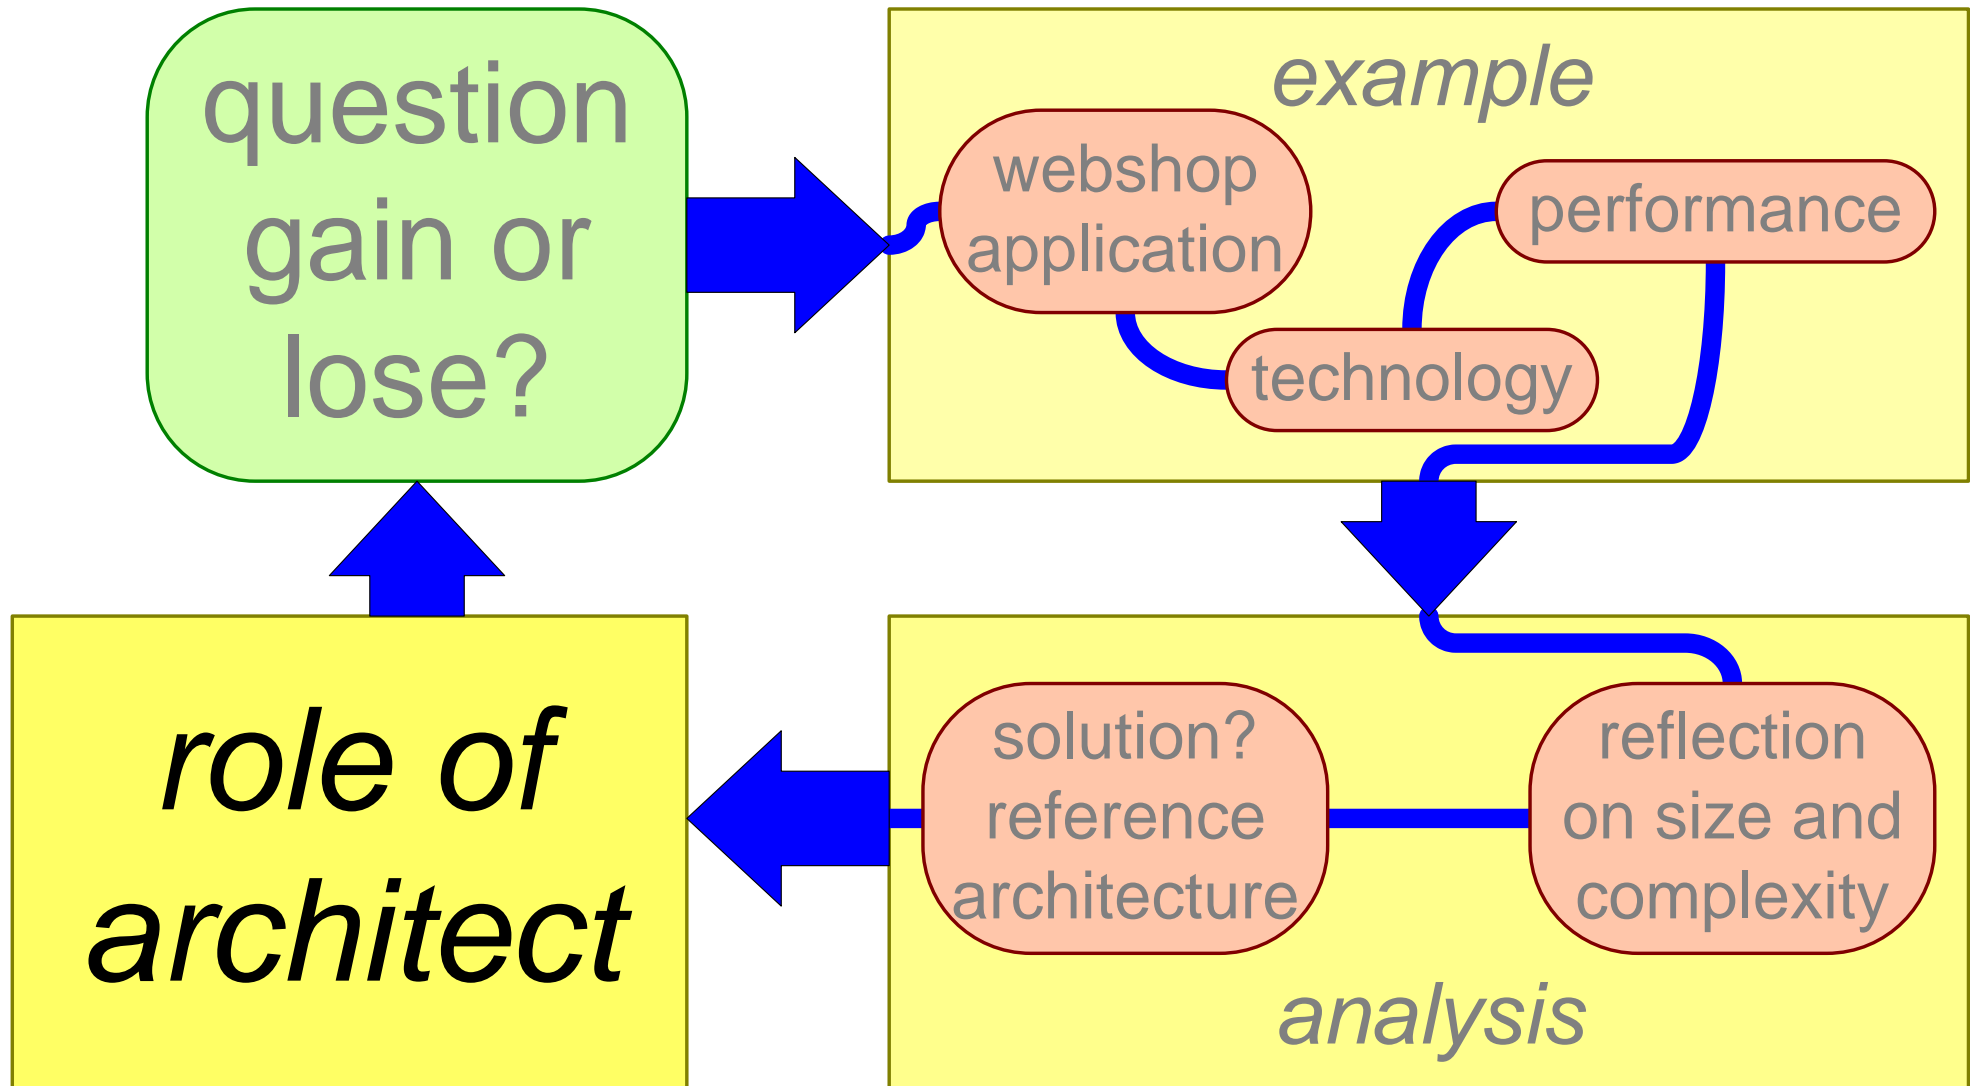 question
gain or
lose?
example
webshop
application
technology
performance
reflection
on size and
complexity
solution?
reference
architecture
analysis
role of
architect